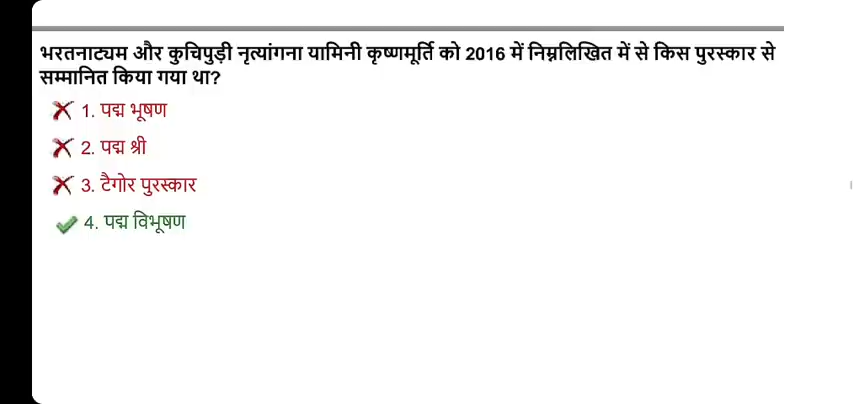 भरतनाट्यम और कुचिपुड़ी नृत्यांगना यामिनी कृष्णमूर्ति को 2016 में निम्नलिखित में से किस पुरस्कार से
सम्मानित किया गया था?
1. पद्म भूषण
2. पद्म श्री
3. टैगोर पुरस्कार
4. पद्म विभूषण